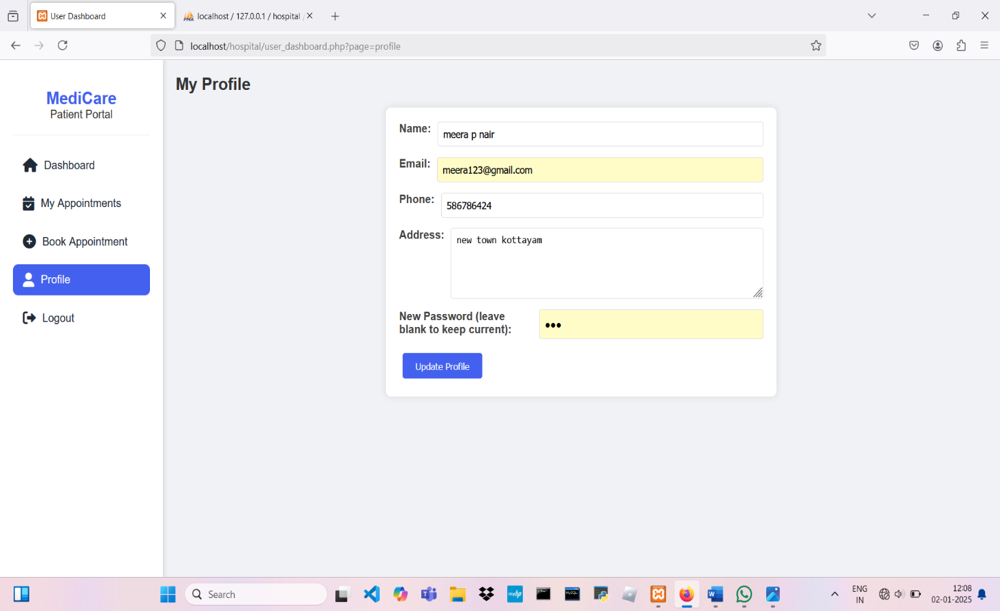 User Dashboard
localhost / 127.0.0.1 / hospital /
localhost/hospital/user_dashboard.php?page=profile
MediCare
Patient Portal
Dashboard
My Appointments
Book Appointment
Profile
Logout
My Profile
Name: meera p nair
Email: meera123@gmail.com
Phone: 586786424
Address: new town kottayam
New Password (leave
blank to keep current): •••
Update Profile
Search
ENG
IN
12:08
02-01-2025